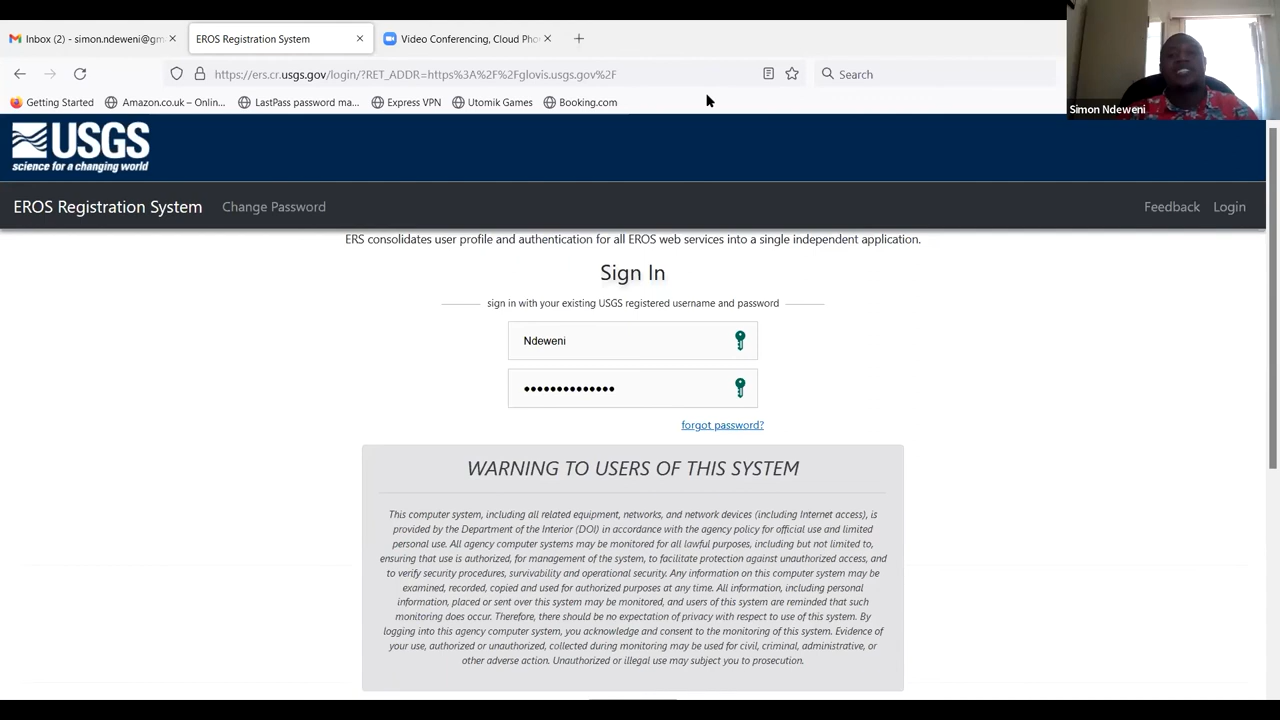 Inbox (2) - simon.ndeweni@gm
EROS Registration System
Video Conferencing, Cloud Pho
https://ers.cr.usgs.gov/login/?RET_ADDR=https%3A%2F%2Fglovis.usgs.gov%2F
Search
Getting Started
Amazon.co.uk – Onlin...
LastPass password ma...
Express VPN
Utomik Games
Booking.com
Simon Ndeweni
USGS
science for a changing world
EROS Registration System
Change Password
Feedback
Login
ERS consolidates user profile and authentication for all EROS web services into a single independent application.
Sign In
sign in with your existing USGS registered username and password
Ndeweni
••••••••••••••
forgot password?
WARNING TO USERS OF THIS SYSTEM
This computer system, including all related equipment, networks, and network devices (including Internet access), is
provided by the Department of the Interior (DOI) in accordance with the agency policy for official use and limited
personal use. All agency computer systems may be monitored for all lawful purposes, including but not limited to,
ensuring that use is authorized, for management of the system, to facilitate protection against unauthorized access, and
to verify security procedures, survivability and operational security. Any information on this computer system may be
examined, recorded, copied and used for authorized purposes at any time. All information, including personal
information, placed or sent over this system may be monitored, and users of this system are reminded that such
monitoring does occur. Therefore, there should be no expectation of privacy with respect to use of this system. By
logging into this agency computer system, you acknowledge and consent to the monitoring of this system. Evidence of
your use, authorized or unauthorized, collected during monitoring may be used for civil, criminal, administrative, or
other adverse action. Unauthorized or illegal use may subject you to prosecution.